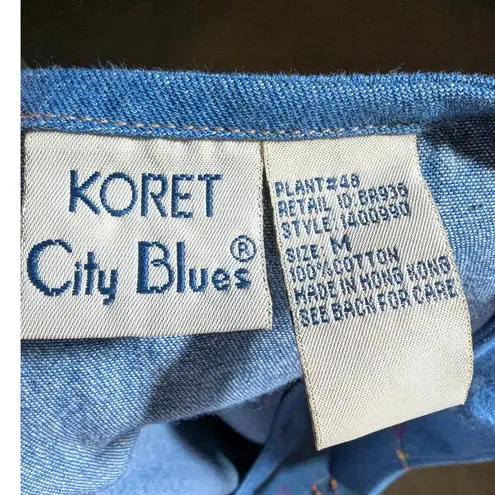 KORET
City Blues®
PLANT#48
RETAIL ID: BR938
STYLE: 1400990
SIZE: M
100% COTTON
MADE IN HONG KONG
SEE BACK FOR CARE